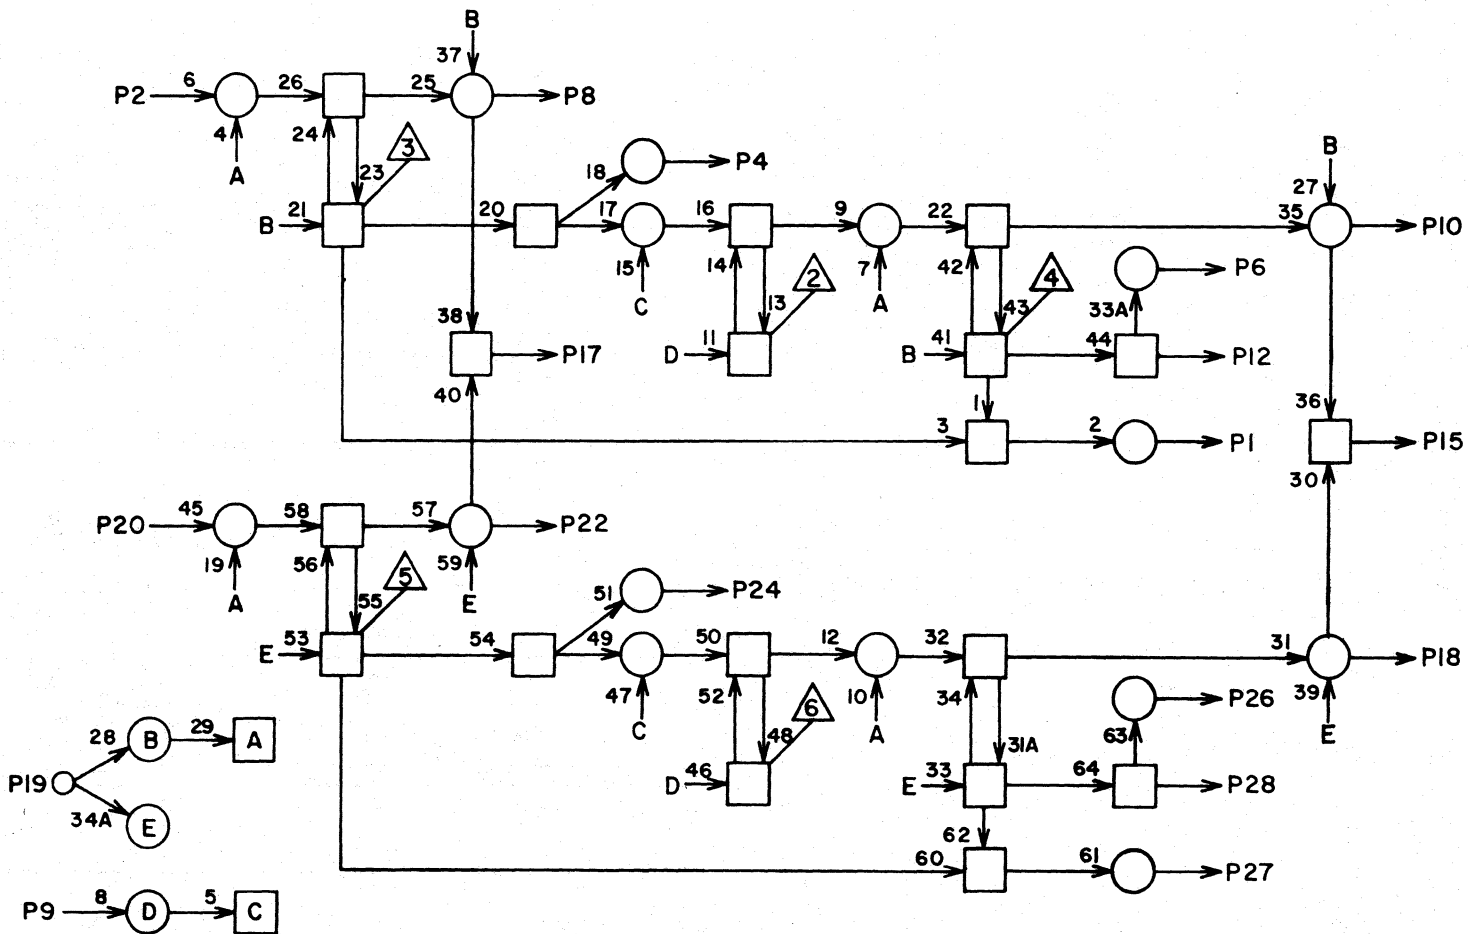 B
37
P2 6 26 25 P8
4 24 3
A 23 18 P4 B
27
B 21 20 17 16 9 22 35 P10
15 14 2 7 42 4 P6
C 13 A 43 33A
38 P17 D 11 B 41 44 P12
40 1 36
3 2 P1 P15
30
P20 45 58 57 P22
19 56 5 59
A 55 E 51 P24
E 53 54 49 50 12 32 31 P18
47 52 6 10 34 P26 39
C 48 A 31A 63 E
28 B 29 A
P19 D 46 E 33 64 P28
34A E 62
60 61 P27
P9 8 D 5 C